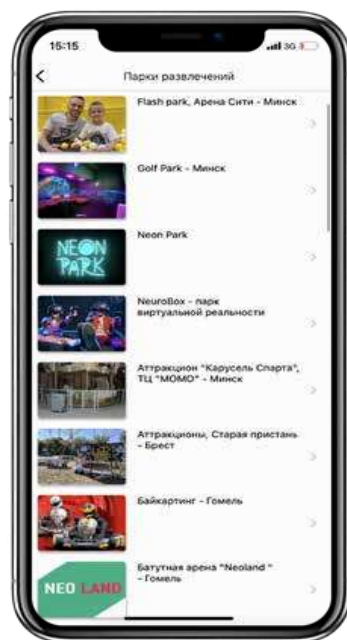 15:15
3G
Парки развлечений
Flash park, Арена Сити - Минск
Golf Park - Минск
NEON
PARK
Neon Park
NeuroBox - парк
виртуальной реальности
Аттракцион "Карусель Спарта",
ТЦ "МОМО" - Минск
Аттракционы, Старая пристань
- Брест
Байкартинг - Гомель
NEO LAND
Батутная арена "Neoland "
- Гомель